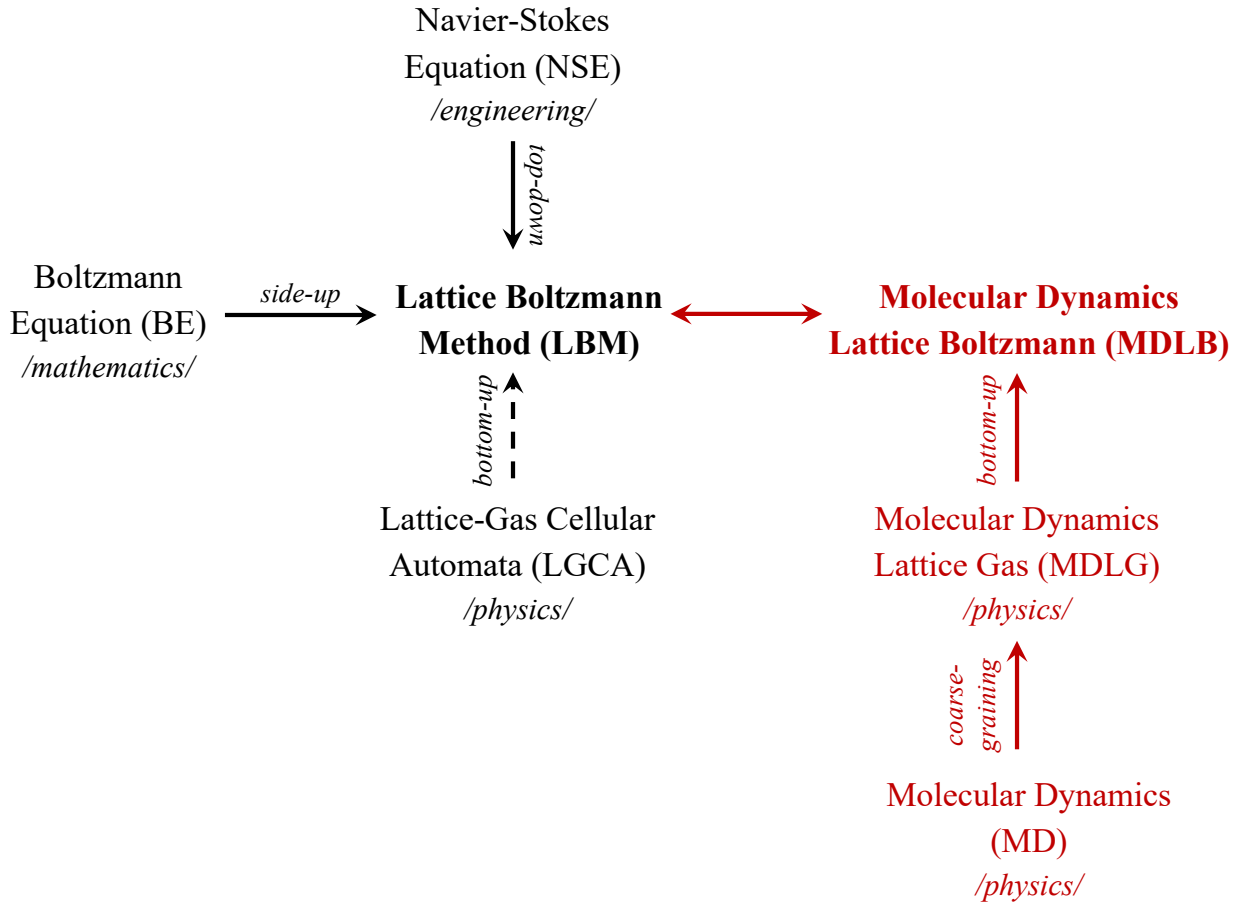 Navier-Stokes
Equation (NSE)
/engineering/
top-down
Boltzmann
Equation (BE)
/mathematics/
side-up
Lattice Boltzmann
Method (LBM)
Molecular Dynamics
Lattice Boltzmann (MDLB)
bottom-up
bottom-up
Lattice-Gas Cellular
Automata (LGCA)
/physics/
Molecular Dynamics
Lattice Gas (MDLG)
/physics/
coarse-
graining
Molecular Dynamics
(MD)
/physics/